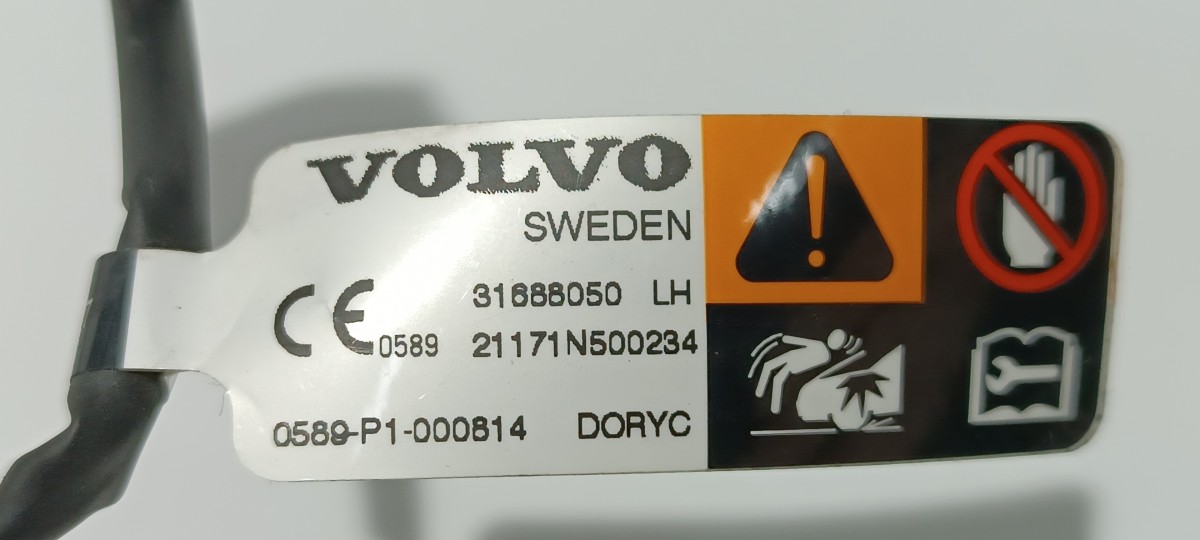 VOLVO
SWEDEN
CE 0589
31688050 LH
21171N500234
0589-P1-000814 DORYC